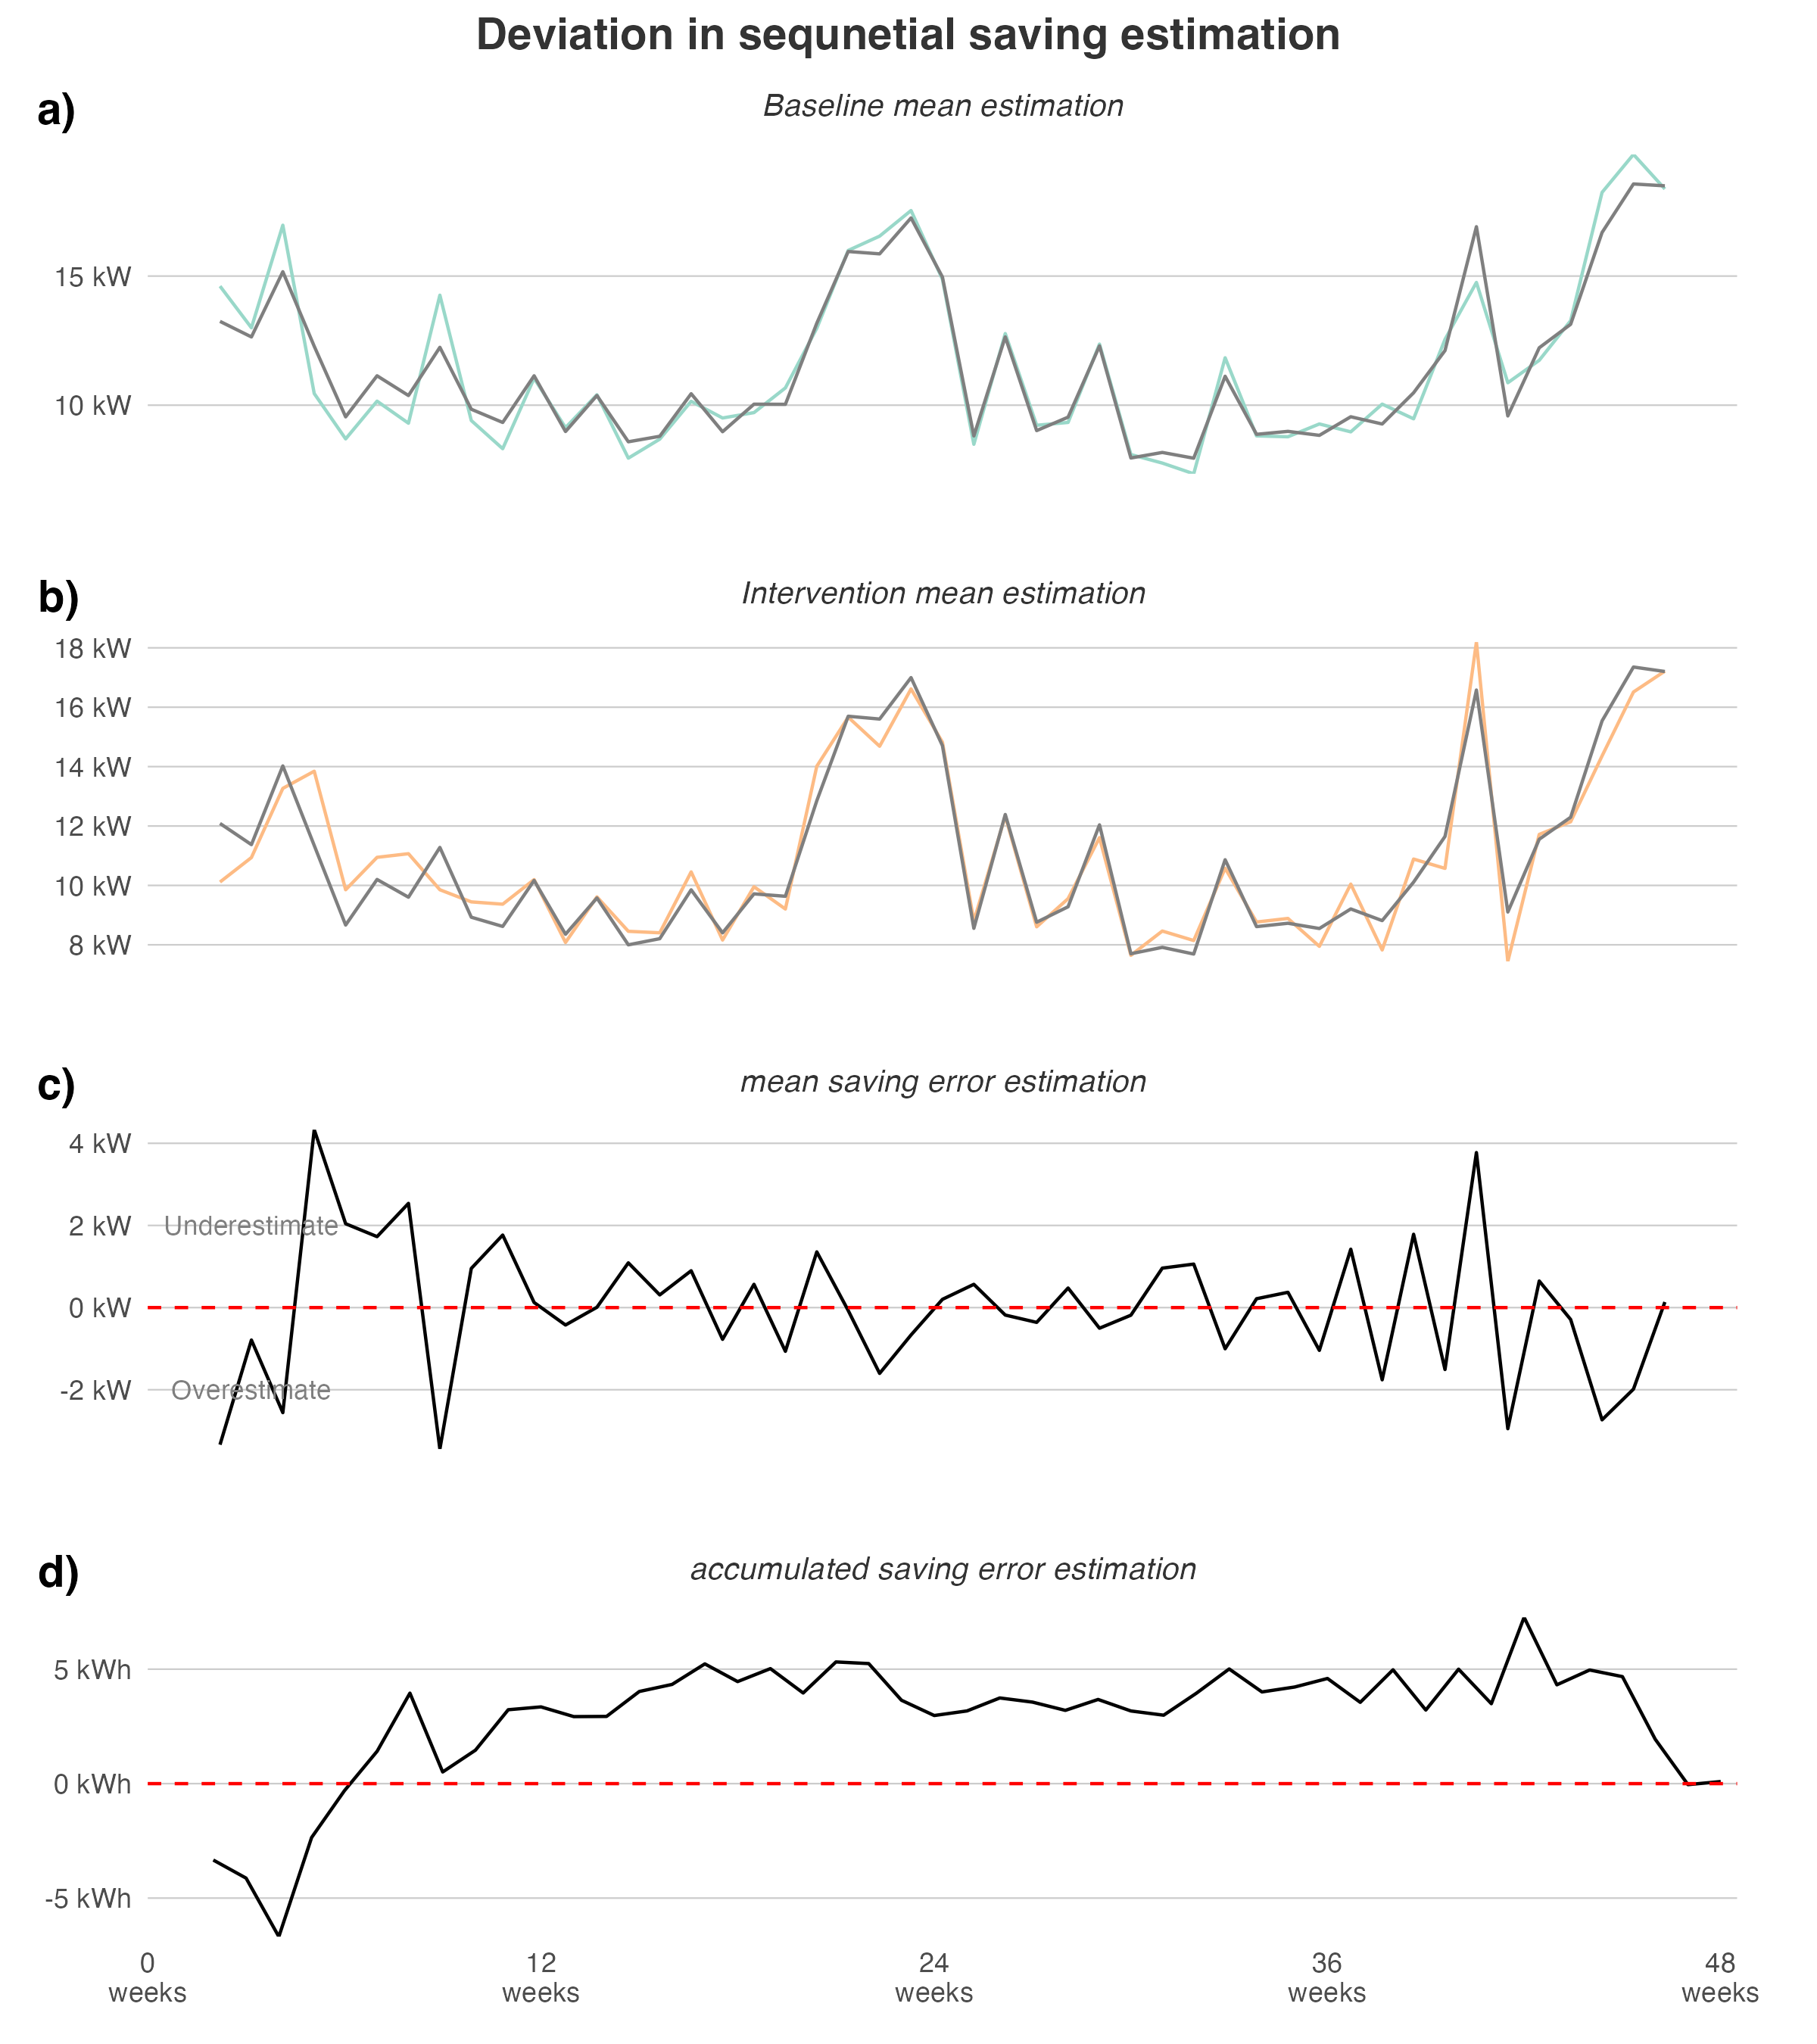 Deviation in sequnetial saving estimation
a)
Baseline mean estimation
15 kW
10 kW
b)
Intervention mean estimation
18 kW
16 kW
14 kW
12 kW
10 kW
8 kW
c)
mean saving error estimation
4 kW
2 kW
Underestimate
0 kW
-2 kW
Overestimate
d)
accumulated saving error estimation
5 kWh
0 kWh
-5 kWh
0 12 24 36 48
weeks weeks weeks weeks weeks